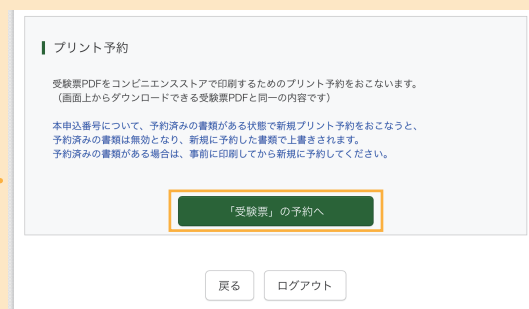 プリント予約
受験票PDFをコンビニエンスストアで印刷するためのプリント予約をおこないます。
(画面上からダウンロードできる受験票PDFと同一の内容です)
本申込番号について、予約済みの書類がある状態で新規プリント予約をおこなうと、
予約済みの書類は無効となり、新規に予約した書類で上書きされます。
予約済みの書類がある場合は、事前に印刷してから新規に予約してください。
「受験票」の予約へ
戻る ログアウト